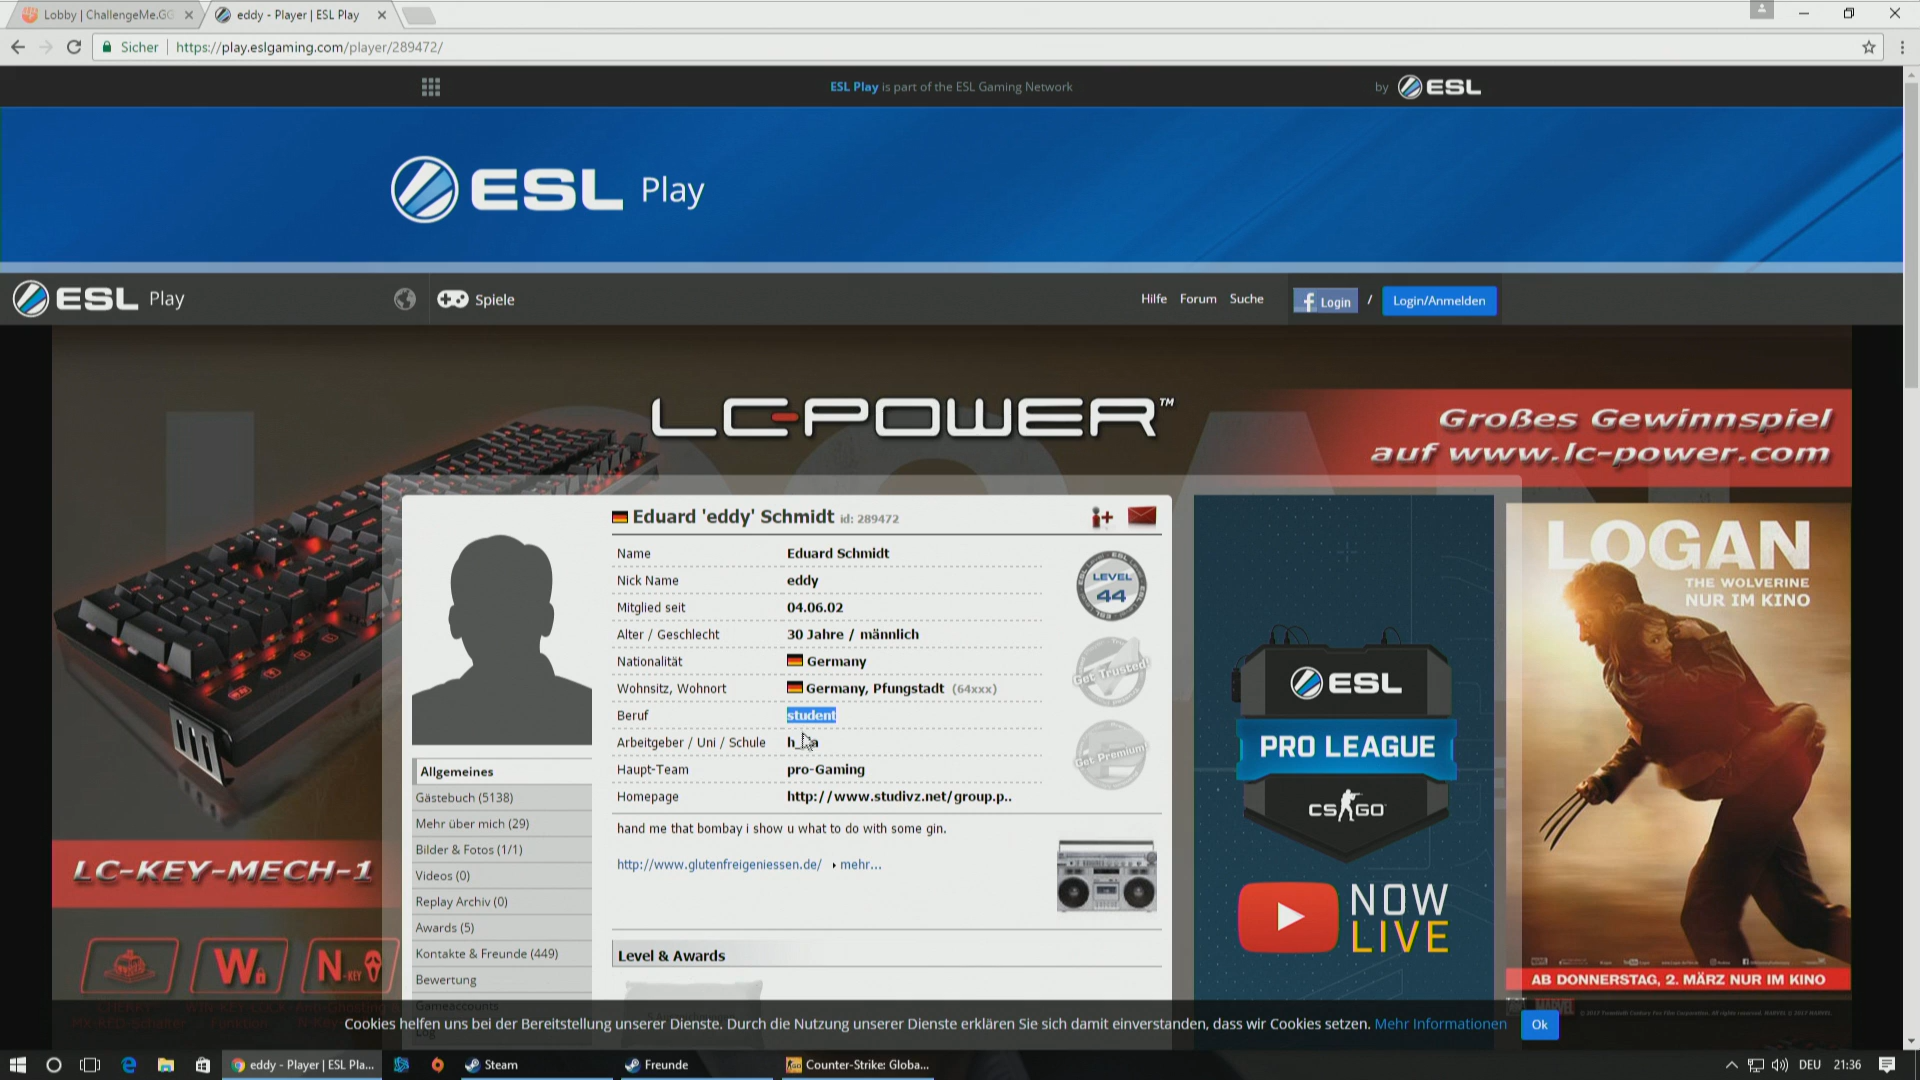 Lobby | ChallengeMe.GG
eddy - Player | ESL Play
Sicher
https://play.eslgaming.com/player/289472/
ESL Play is part of the ESL Gaming Network
by ESL
ESL Play
ESL Play
Spiele
Hilfe
Forum
Suche
Login
/
Login/Anmelden
LC-POWER™
Großes Gewinnspiel
auf www.lc-power.com
LC-KEY-MECH-1
W
N-KEY
Eduard 'eddy' Schmidt id: 289472
Name Eduard Schmidt
Nick Name eddy
Mitglied seit 04.06.02
Alter / Geschlecht 30 Jahre / männlich
Nationalität Germany
Wohnsitz, Wohnort Germany, Pfungstadt (64xxx)
Beruf student
Arbeitgeber / Uni / Schule
Haupt-Team pro-Gaming
Homepage http://www.studivz.net/group.p..
hand me that bombay i show u what to do with some gin.
http://www.glutenfreigeniessen.de/ mehr...
LEVEL
44
Get Trusted!
Get Premium
Level & Awards
Allgemeines
Gästebuch (5138)
Mehr über mich (29)
Bilder & Fotos (1/1)
Videos (0)
Replay Archiv (0)
Awards (5)
Kontakte & Freunde (449)
Bewertung
Gameaccounts
ESL
PRO LEAGUE
CS GO
NOW
LIVE
LOGAN
THE WOLVERINE
NUR IM KINO
AB DONNERSTAG, 2. MÄRZ NUR IM KINO
Cookies helfen uns bei der Bereitstellung unserer Dienste. Durch die Nutzung unserer Dienste erklären Sie sich damit einverstanden, dass wir Cookies setzen. Mehr Informationen
Ok
eddy - Player | ESL Pla...
Steam
Freunde
Counter-Strike: Globa...
DEU
21:36